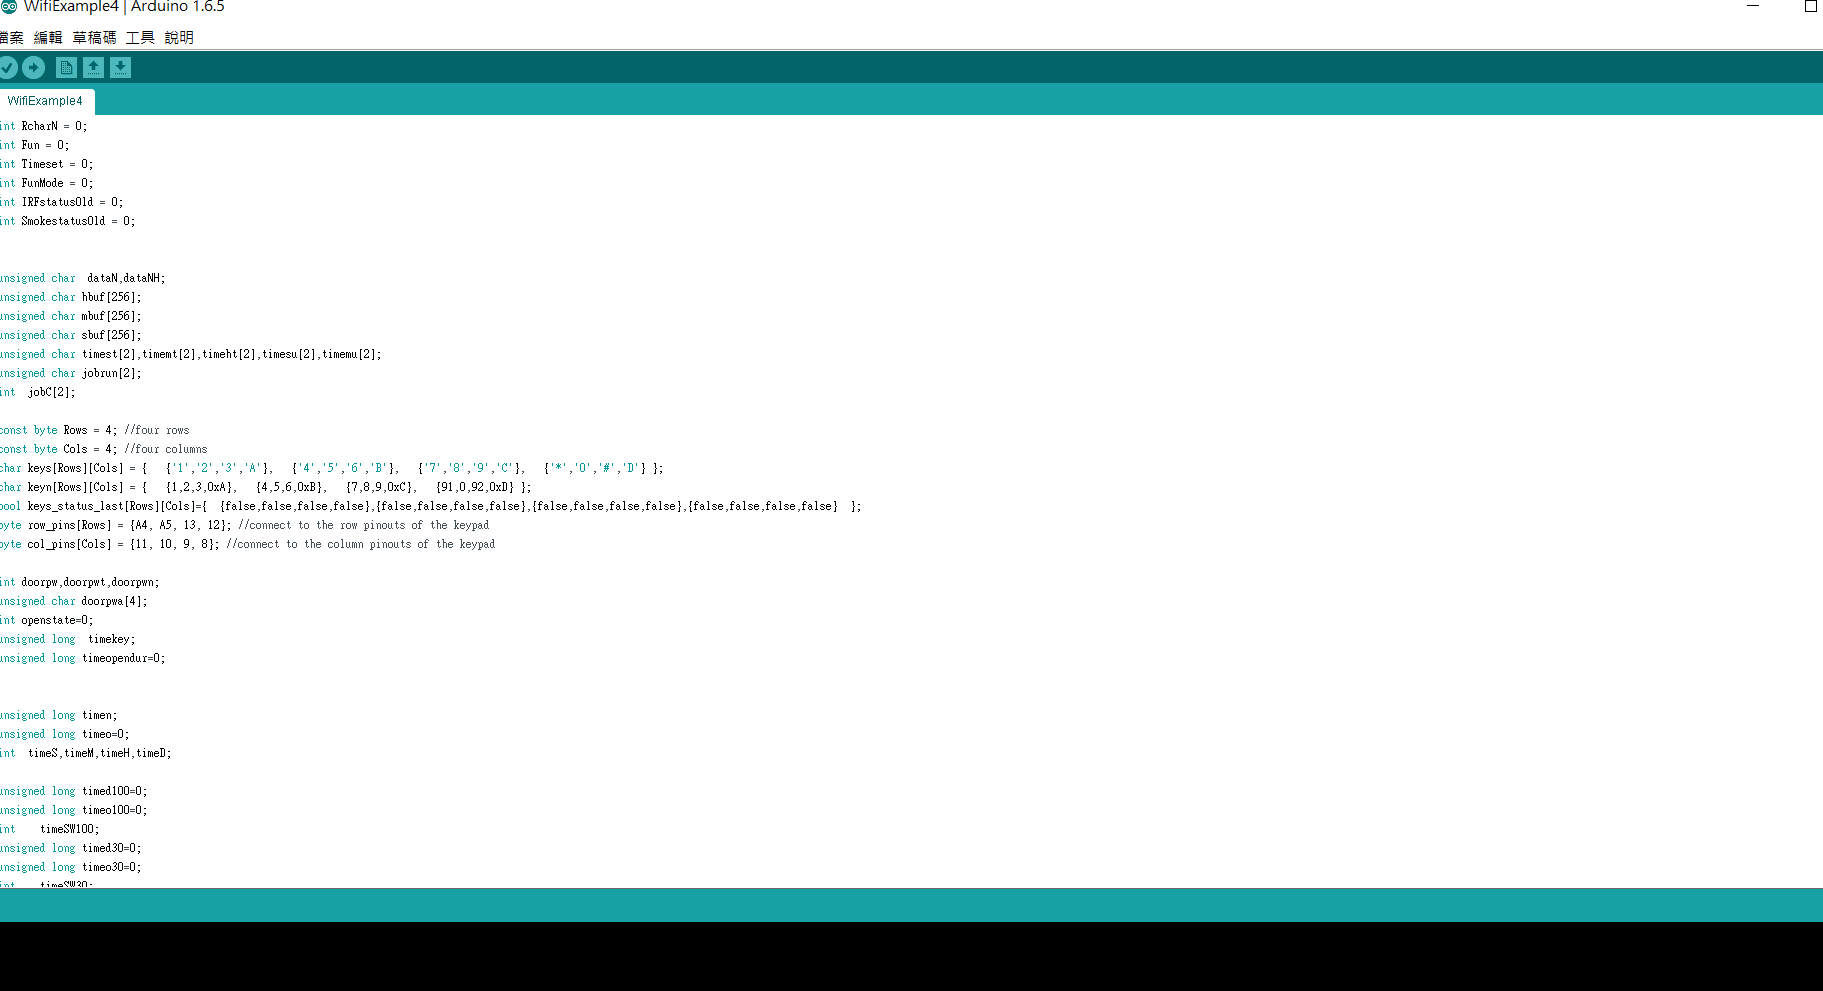 WifiExample4 | Arduino 1.6.5
檔案 編輯 草稿碼 工具 說明
WifiExample4
int RcharN = 0;
int Fun = 0;
int Timeset = 0;
int FunMode = 0;
int IRFstatusOld = 0;
int SmokestatusOld = 0;
unsigned char  dataN,dataNH;
unsigned char hbuf[256];
unsigned char mbuf[256];
unsigned char sbuf[256];
unsigned char timest[2],timemt[2],timeht[2],timesu[2],timemu[2];
unsigned char jobrun[2];
int  jobC[2];
const byte Rows = 4; //four rows
const byte Cols = 4; //four columns
char keys[Rows][Cols] = {   {'1','2','3','A'},   {'4','5','6','B'},   {'7','8','9','C'},   {'*','0','#','D'} };
char keyn[Rows][Cols] = {   {1,2,3,0xA},   {4,5,6,0xB},   {7,8,9,0xC},   {91,0,92,0xD} };
bool keys_status_last[Rows][Cols]={  {false,false,false,false},{false,false,false,false},{false,false,false,false},{false,false,false,false}  };
byte row_pins[Rows] = {A4, A5, 13, 12}; //connect to the row pinouts of the keypad
byte col_pins[Cols] = {11, 10, 9, 8}; //connect to the column pinouts of the keypad
int doorpw,doorpwt,doorpwn;
unsigned char doorpwa[4];
int openstate=0;
unsigned long  timekey;
unsigned long timeopendur=0;
unsigned long timen;
unsigned long timeo=0;
int  timeS,timeM,timeH,timeD;
unsigned long timed100=0;
unsigned long timeo100=0;
int    timeSW100;
unsigned long timed30=0;
unsigned long timeo30=0;
int    timeSW30;